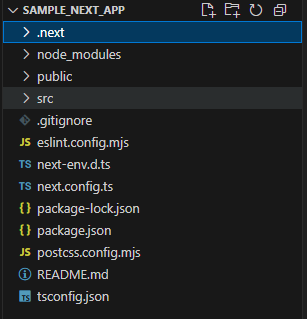 SAMPLE_NEXT_APP
.next
node_modules
public
src
.gitignore
JS eslint.config.mjs
TS next-env.d.ts
TS next.config.ts
{} package-lock.json
{} package.json
JS postcss.config.mjs
README.md
TS tsconfig.json